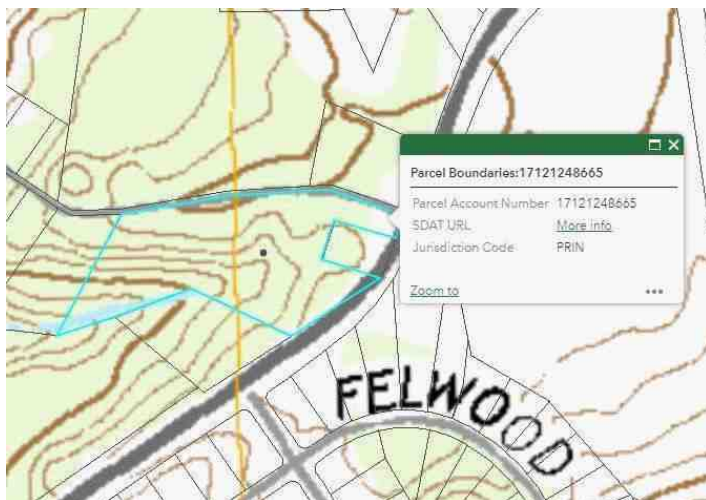 Parcel Boundaries:17121248665
Parcel Account Number 17121248665
SDAT URL More info
Jurisdiction Code PRIN
Zoom to
FELWOOD